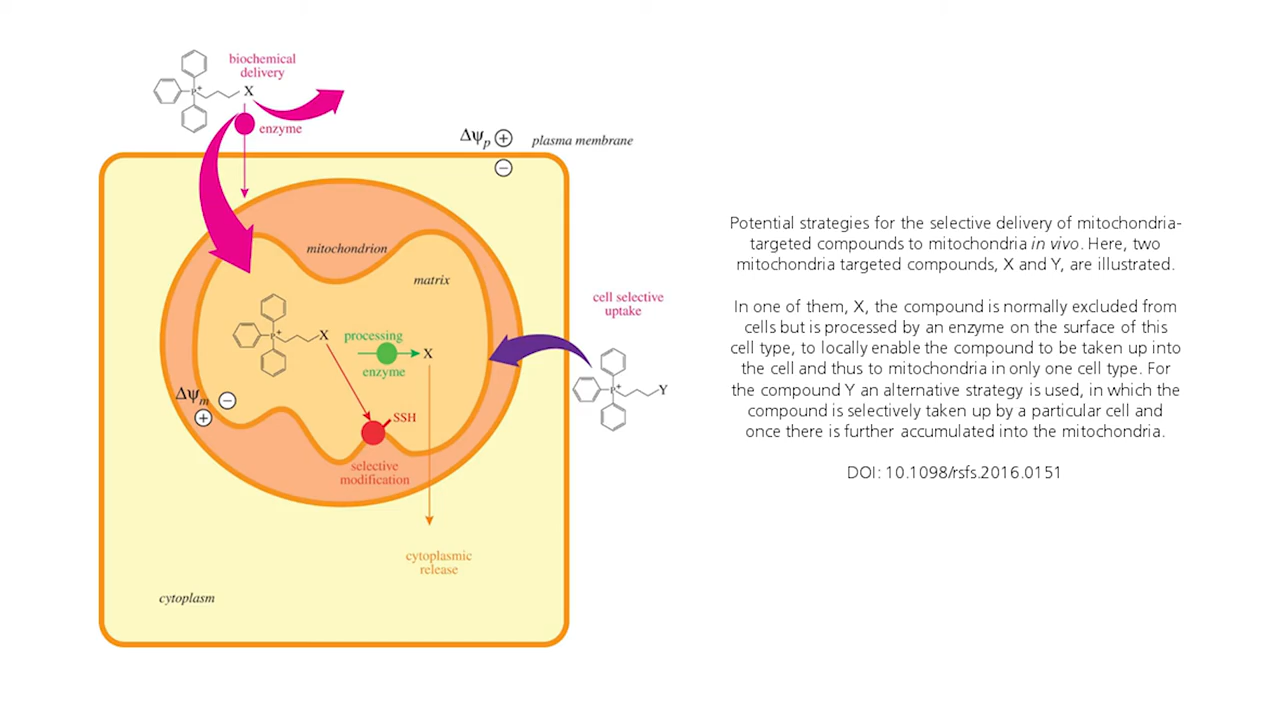 biochemical
delivery
P+
X
enzyme
Δψp +
−
plasma membrane
mitochondrion
matrix
P+
X
processing
enzyme
X
cell selective
uptake
P+
Y
Δψm −
+
SSH
selective
modification
cytoplasmic
release
cytoplasm
Potential strategies for the selective delivery of mitochondria-
targeted compounds to mitochondria in vivo. Here, two
mitochondria targeted compounds, X and Y, are illustrated.
In one of them, X, the compound is normally excluded from
cells but is processed by an enzyme on the surface of this
cell type, to locally enable the compound to be taken up into
the cell and thus to mitochondria in only one cell type. For
the compound Y an alternative strategy is used, in which the
compound is selectively taken up by a particular cell and
once there is further accumulated into the mitochondria.
DOI: 10.1098/rsfs.2016.0151